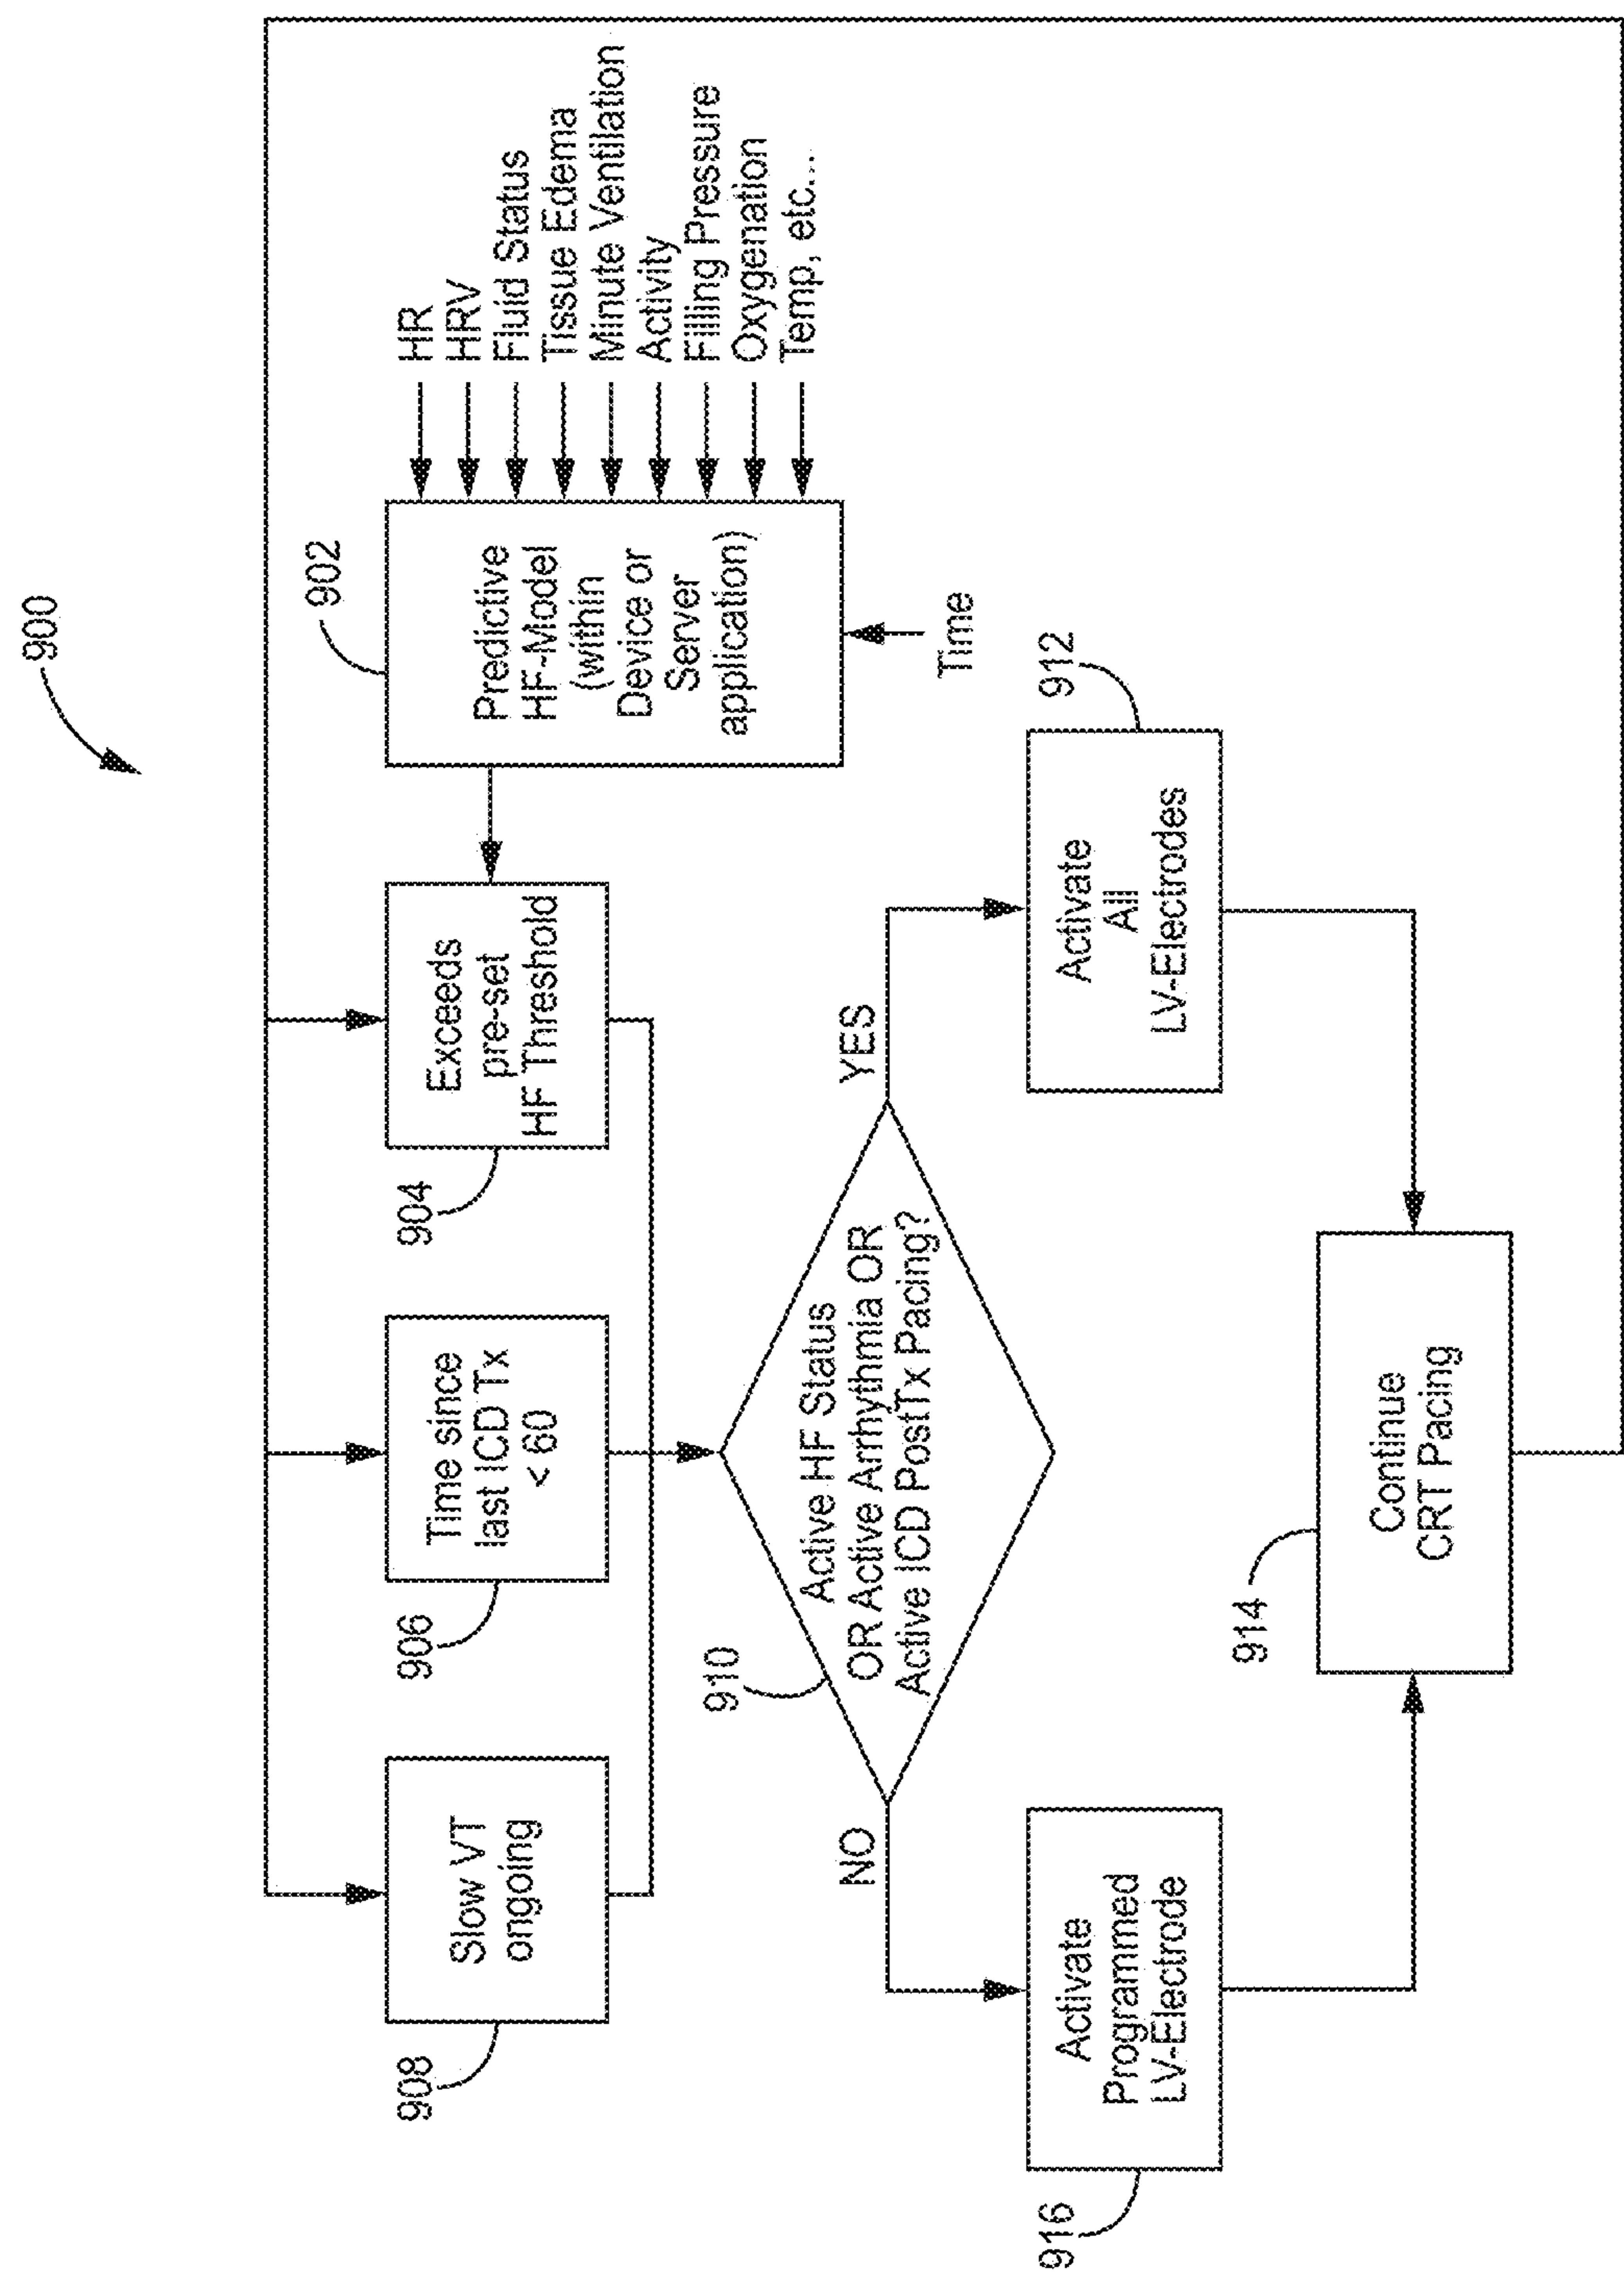 900
902
Predictive
HF-Model
(within
Device or
Server
application)
HR
HRV
Fluid Status
Tissue Edema
Minute Ventilation
Activity
Filling Pressure
Oxygenation
Temp, etc...
Time
908
Slow VT
ongoing
906
Time since
last ICD Tx
< 60
904
Exceeds
pre-set
HF Threshold
910
Active HF Status
OR Active Arrhythmia OR
Active ICD PostTx Pacing?
NO
YES
916
Activate
Programmed
LV-Electrode
912
Activate
All
LV-Electrodes
914
Continue
CRT Pacing